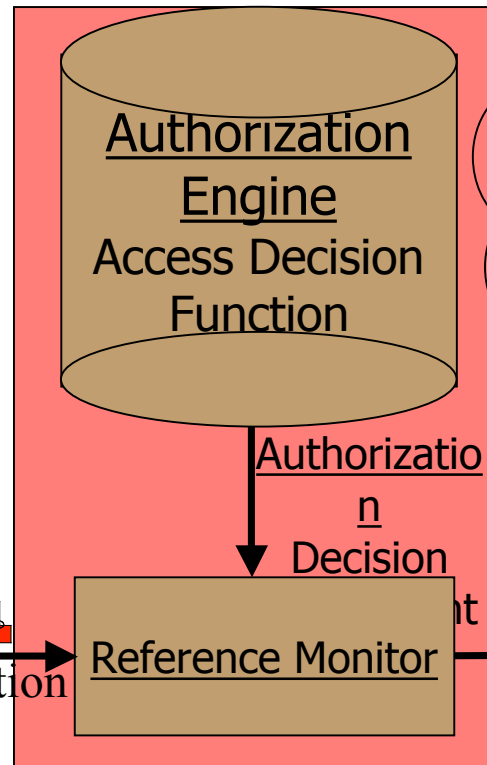 Authorization
Engine
Access Decision
Function
Authorizatio
n
Decision
Reference Monitor